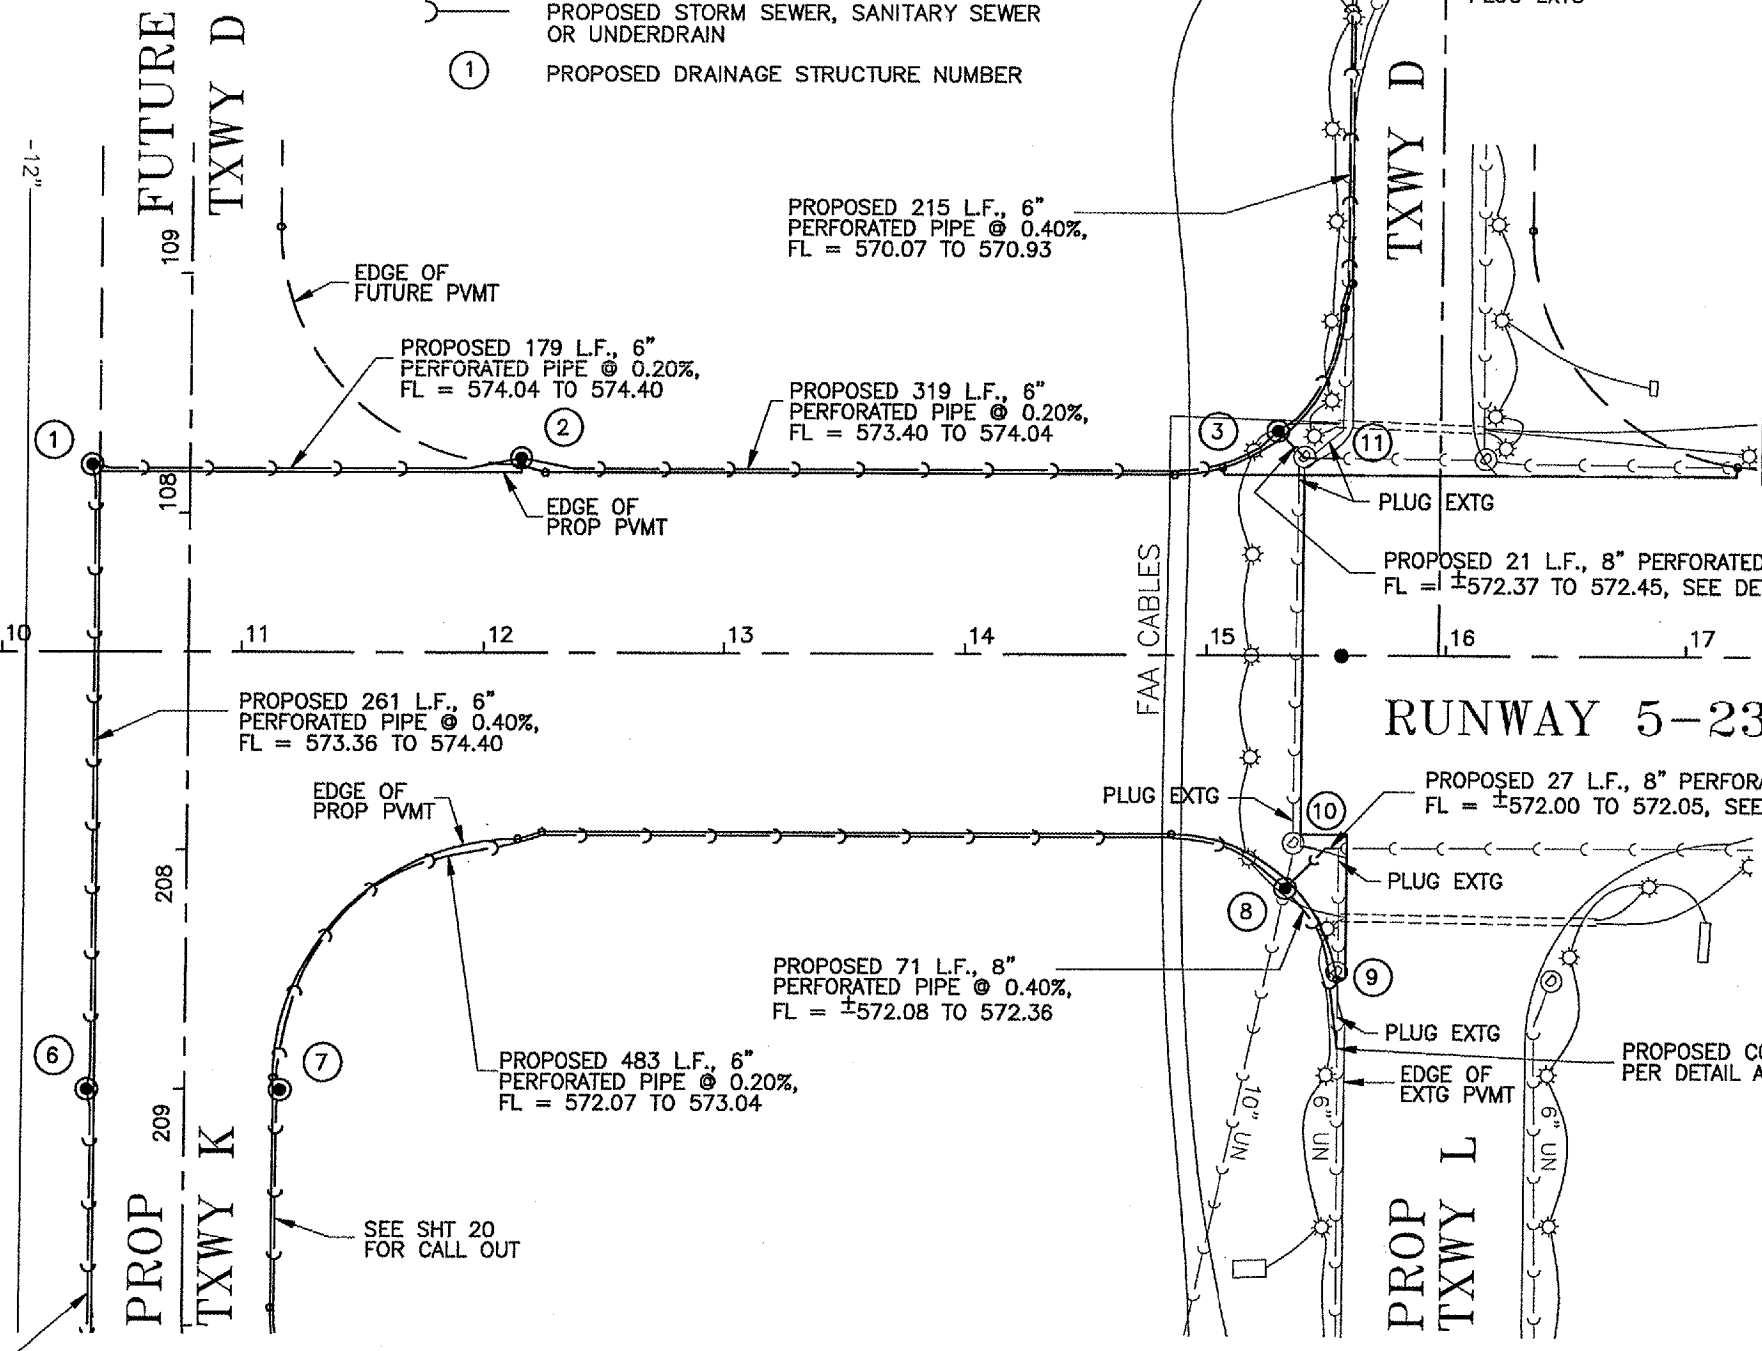 PLUG EXTG
PROPOSED STORM SEWER, SANITARY SEWER
OR UNDERDRAIN
1 PROPOSED DRAINAGE STRUCTURE NUMBER
FUTURE
TXWY D
TXWY D
-12"
109
PROPOSED 215 L.F., 6"
PERFORATED PIPE @ 0.40%,
FL = 570.07 TO 570.93
EDGE OF
FUTURE PVMT
PROPOSED 179 L.F., 6"
PERFORATED PIPE @ 0.20%,
FL = 574.04 TO 574.40
PROPOSED 319 L.F., 6"
PERFORATED PIPE @ 0.20%,
FL = 573.40 TO 574.04
1
2
3
11
108
EDGE OF
PROP PVMT
PLUG EXTG
PROPOSED 21 L.F., 8" PERFORATED
FL = ±572.37 TO 572.45, SEE DE
FAA CABLES
10
11
12
13
14
15
16
17
RUNWAY 5-23
PROPOSED 261 L.F., 6"
PERFORATED PIPE @ 0.40%,
FL = 573.36 TO 574.40
EDGE OF
PROP PVMT
PLUG EXTG
10
PROPOSED 27 L.F., 8" PERFORA
FL = ±572.00 TO 572.05, SEE
208
PLUG EXTG
8
PROPOSED 71 L.F., 8"
PERFORATED PIPE @ 0.40%,
FL = ±572.08 TO 572.36
9
PLUG EXTG
6
7
PROPOSED 483 L.F., 6"
PERFORATED PIPE @ 0.20%,
FL = 572.07 TO 573.04
PROPOSED CO
PER DETAIL A
EDGE OF
EXTG PVMT
209
10" UN
6" UN
6" UN
PROP
TXWY K
SEE SHT 20
FOR CALL OUT
PROP
TXWY L